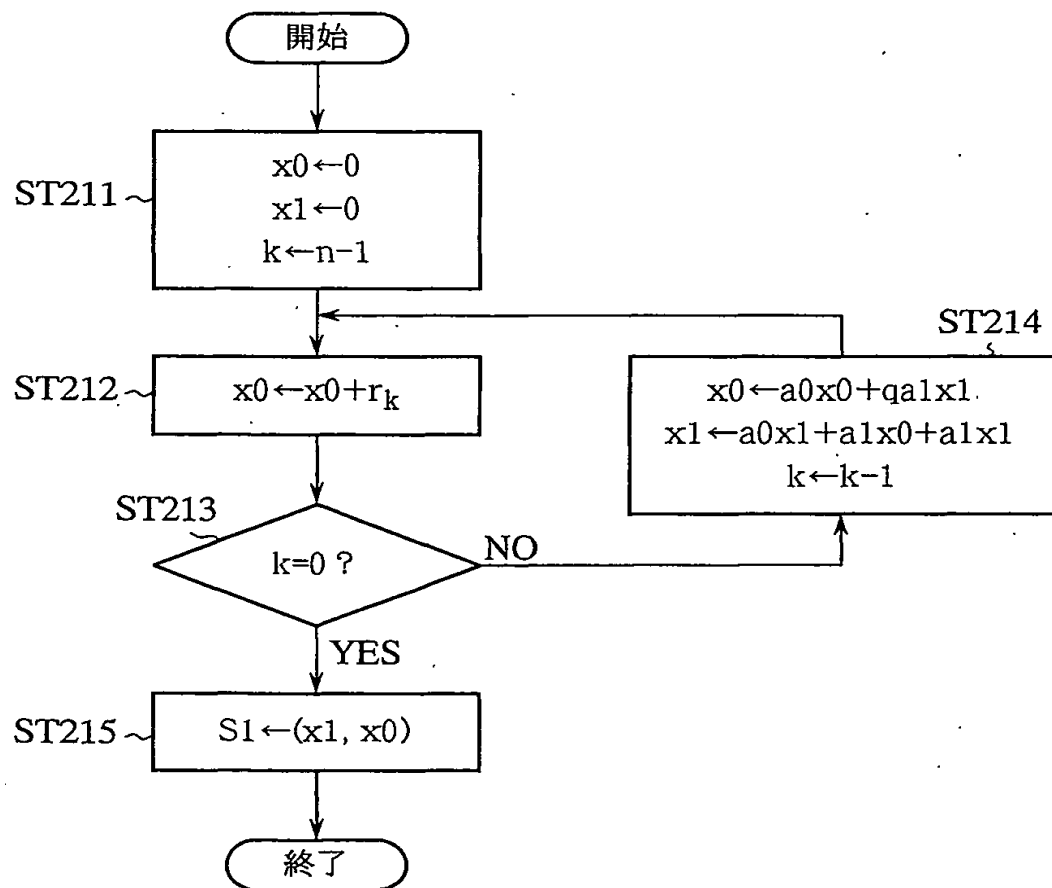 開始
ST211
x0←0
x1←0
k←n-1
ST212
x0←x0+rk
ST213
k=0 ?
NO
YES
ST214
x0←a0x0+qa1x1
x1←a0x1+a1x0+a1x1
k←k-1
ST215
S1←(x1, x0)
終了